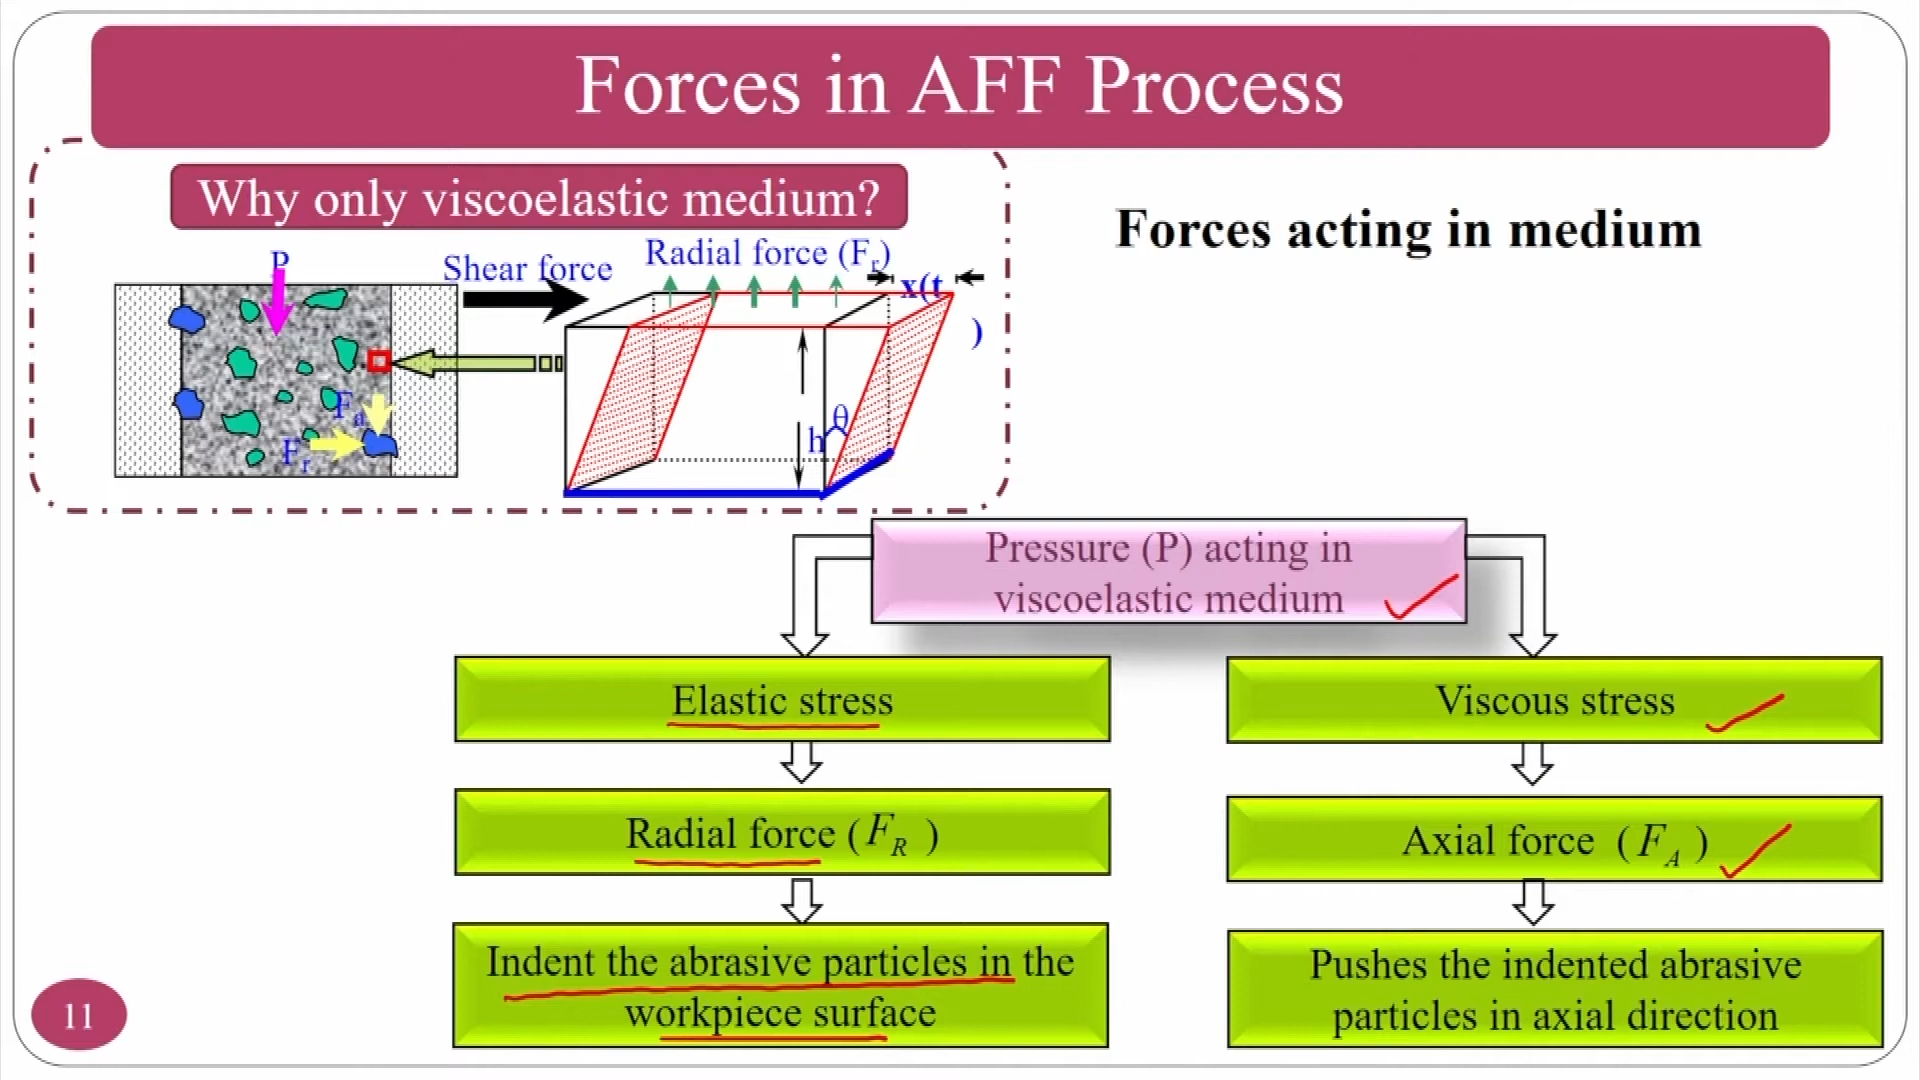 Forces in AFF Process
Why only viscoelastic medium?
Forces acting in medium
P
Shear force
Radial force (Fr)
x(t
)
Fa
Fr
h
θ
Pressure (P) acting in
viscoelastic medium
Elastic stress
Viscous stress
Radial force (FR)
Axial force (FA)
Indent the abrasive particles in the
workpiece surface
Pushes the indented abrasive
particles in axial direction
11